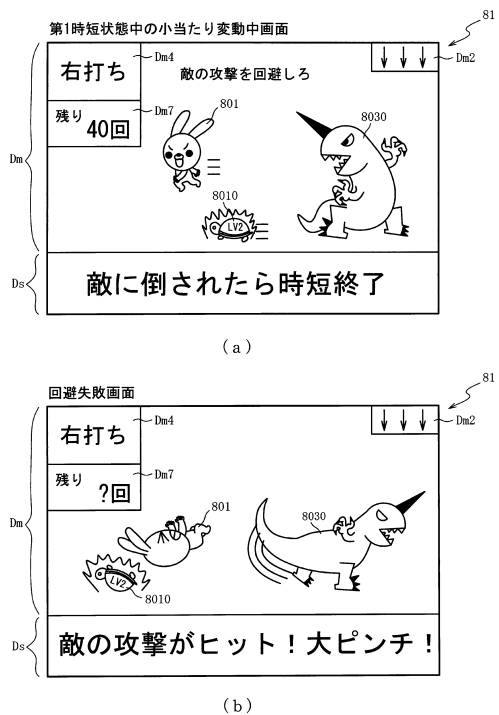 第1時短状態中の小当たり変動中画面
81
右打ち
Dm4
敵の攻撃を回避しろ
Dm2
残り
40回
Dm7
801
8030
Dm
8010
LV2
Ds
敵に倒されたら時短終了
(a)
回避失敗画面
81
右打ち
Dm4
Dm2
残り
?回
Dm7
801
8030
Dm
LV2
8010
Ds
敵の攻撃がヒット！大ピンチ！
(b)